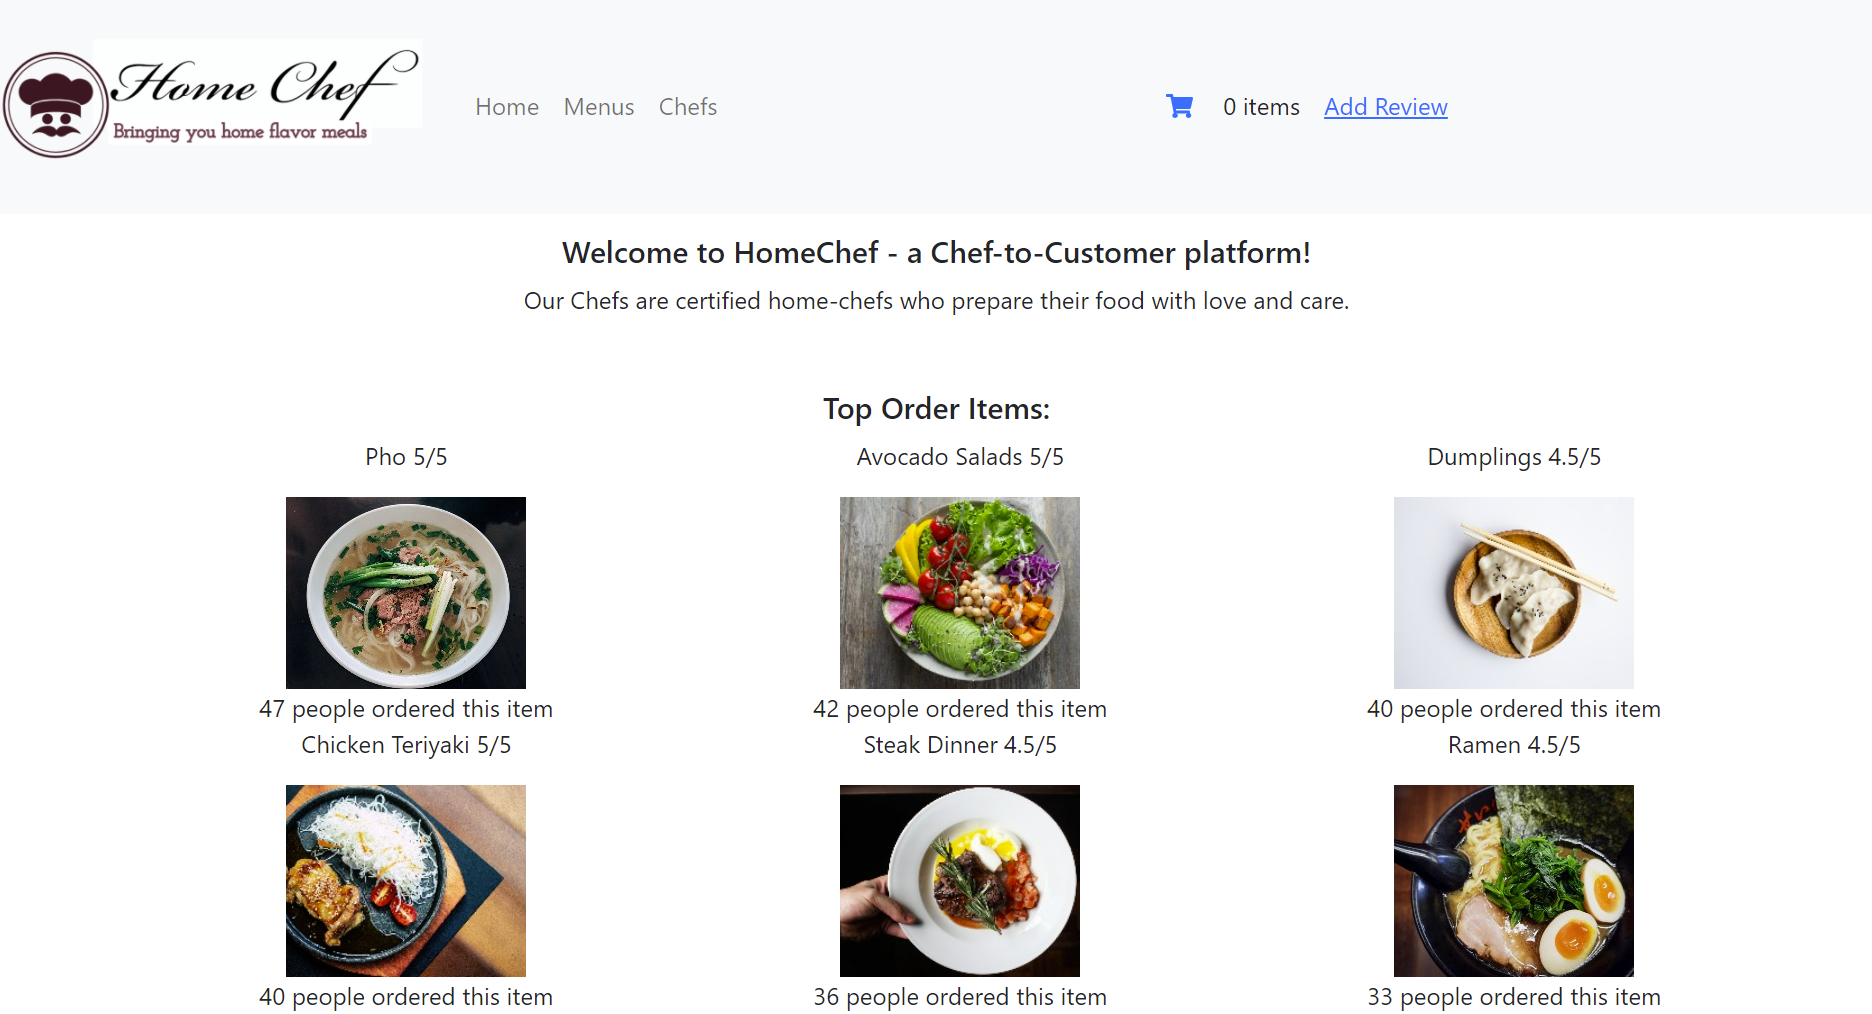 Home Chef
Bringing you home flavor meals
Home Menus Chefs
0 items Add Review
Welcome to HomeChef - a Chef-to-Customer platform!
Our Chefs are certified home-chefs who prepare their food with love and care.
Top Order Items:
Pho 5/5
Avocado Salads 5/5
Dumplings 4.5/5
47 people ordered this item
42 people ordered this item
40 people ordered this item
Chicken Teriyaki 5/5
Steak Dinner 4.5/5
Ramen 4.5/5
40 people ordered this item
36 people ordered this item
33 people ordered this item